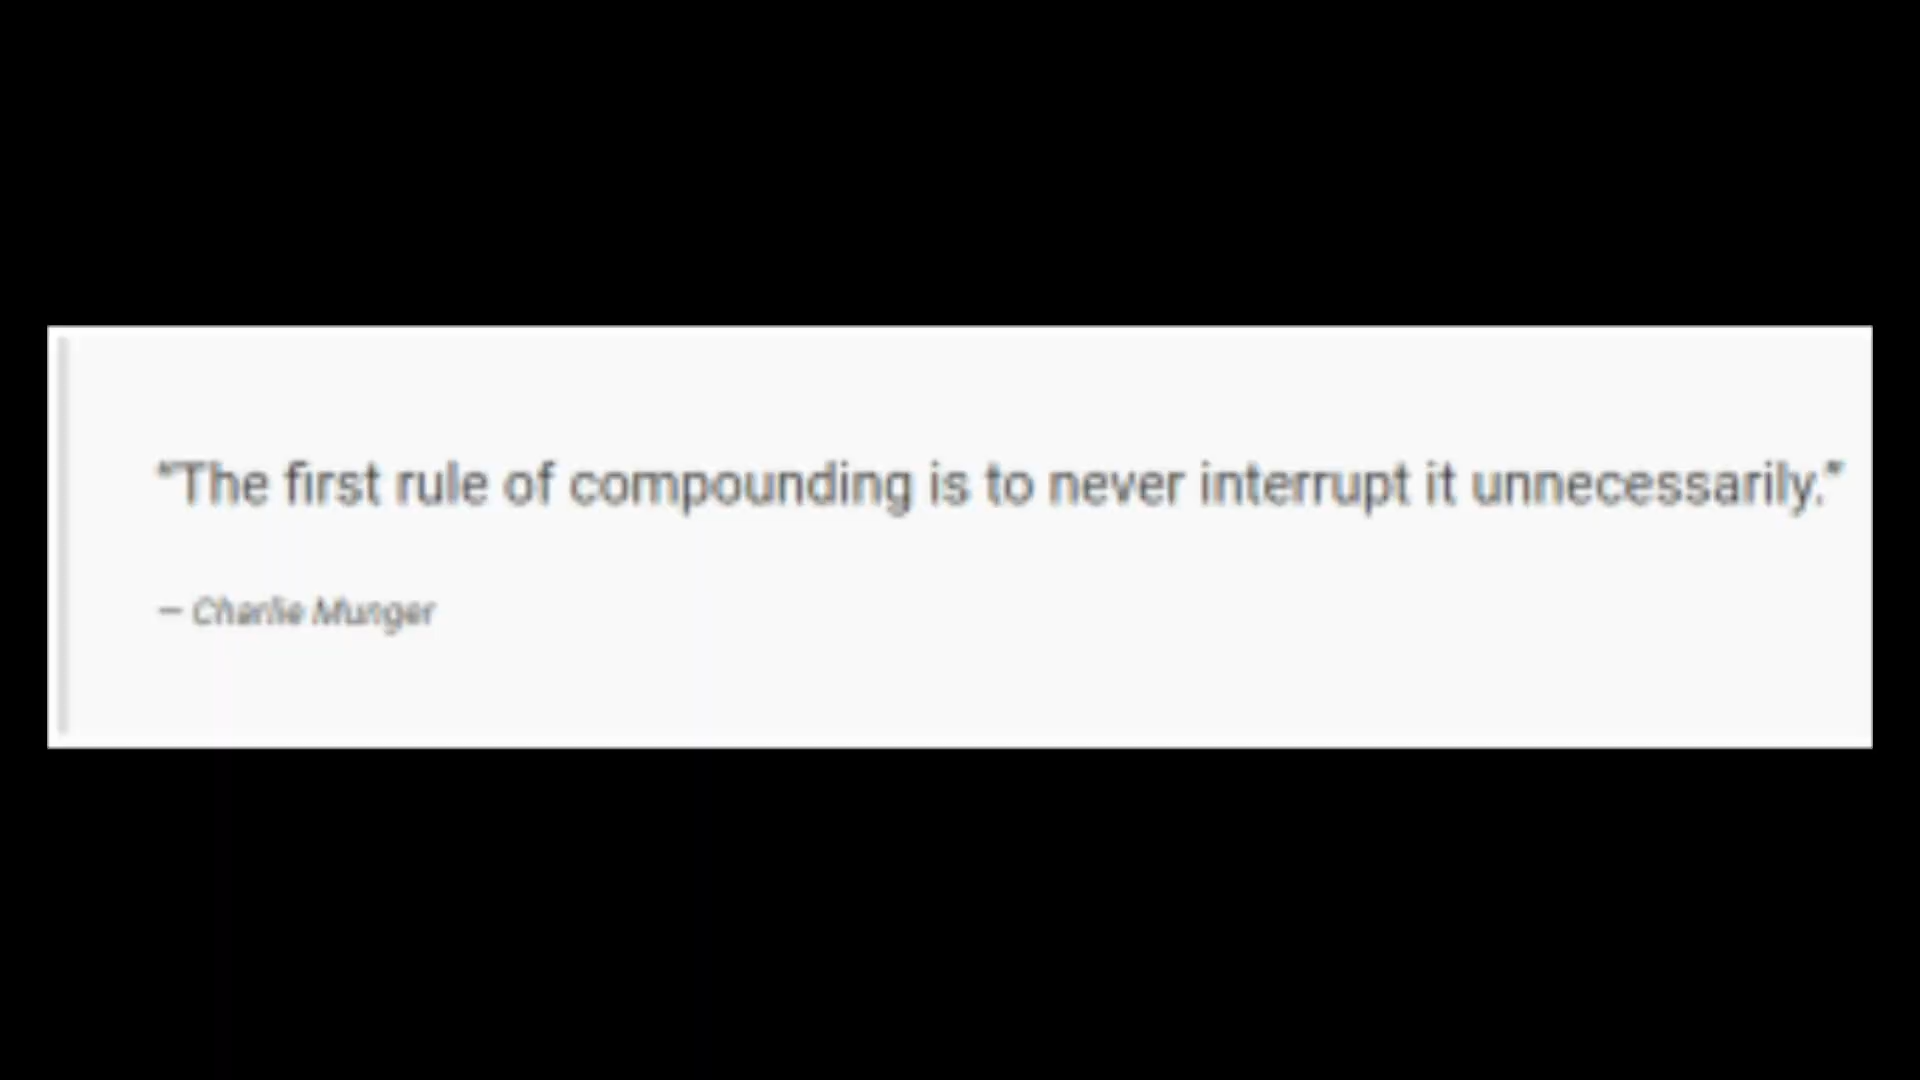 “The first rule of compounding is to never interrupt it unnecessarily.”
— Charlie Munger